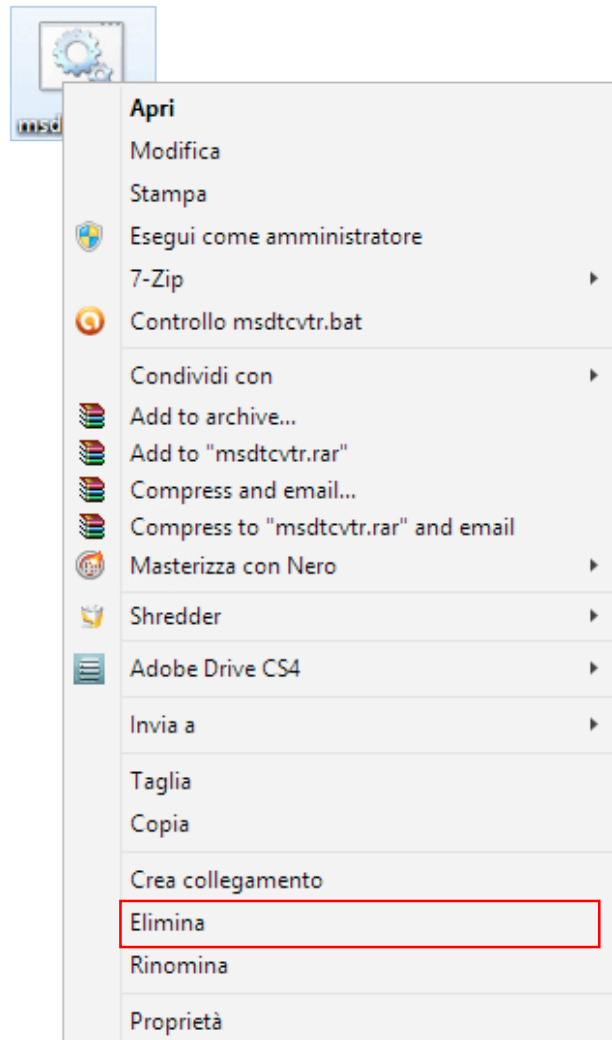 Apri
Modifica
Stampa
Esegui come amministratore
7-Zip
Controllo msdtcvtr.bat
Condividi con
Add to archive...
Add to "msdtcvtr.rar"
Compress and email...
Compress to "msdtcvtr.rar" and email
Masterizza con Nero
Shredder
Adobe Drive CS4
Invia a
Taglia
Copia
Crea collegamento
Elimina
Rinomina
Proprietà